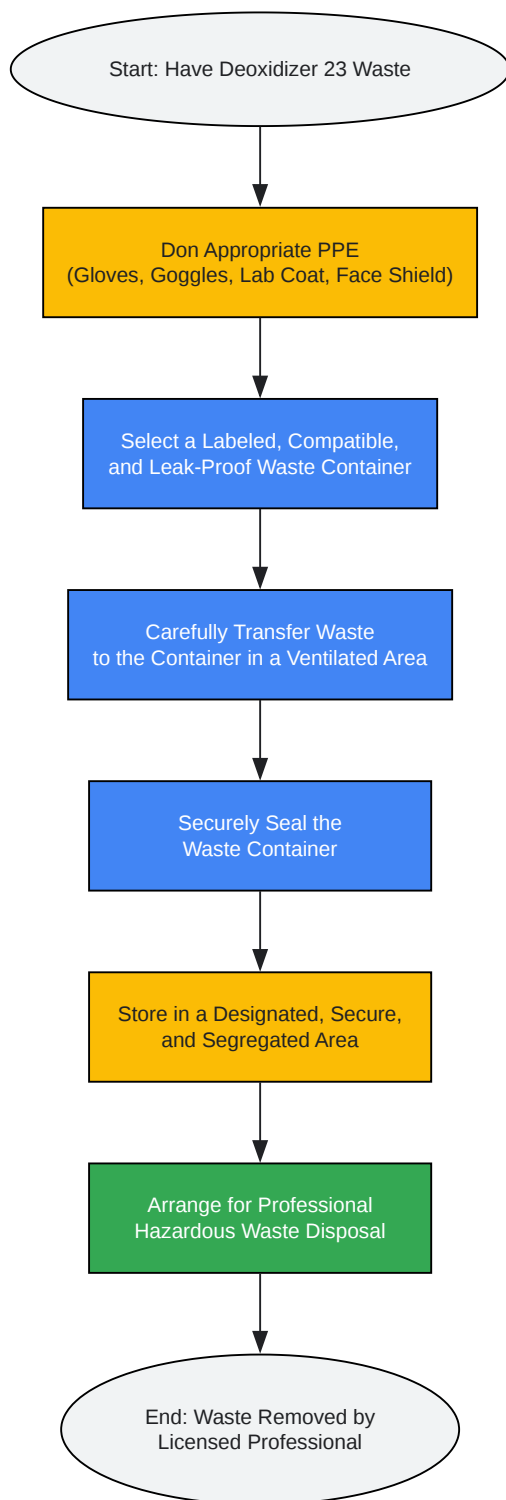 Start: Have Deoxidizer 23 Waste
Don Appropriate PPE
(Gloves, Goggles, Lab Coat, Face Shield)
Select a Labeled, Compatible,
and Leak-Proof Waste Container
Carefully Transfer Waste
to the Container in a Ventilated Area
Securely Seal the
Waste Container
Store in a Designated, Secure,
and Segregated Area
Arrange for Professional
Hazardous Waste Disposal
End: Waste Removed by
Licensed Professional